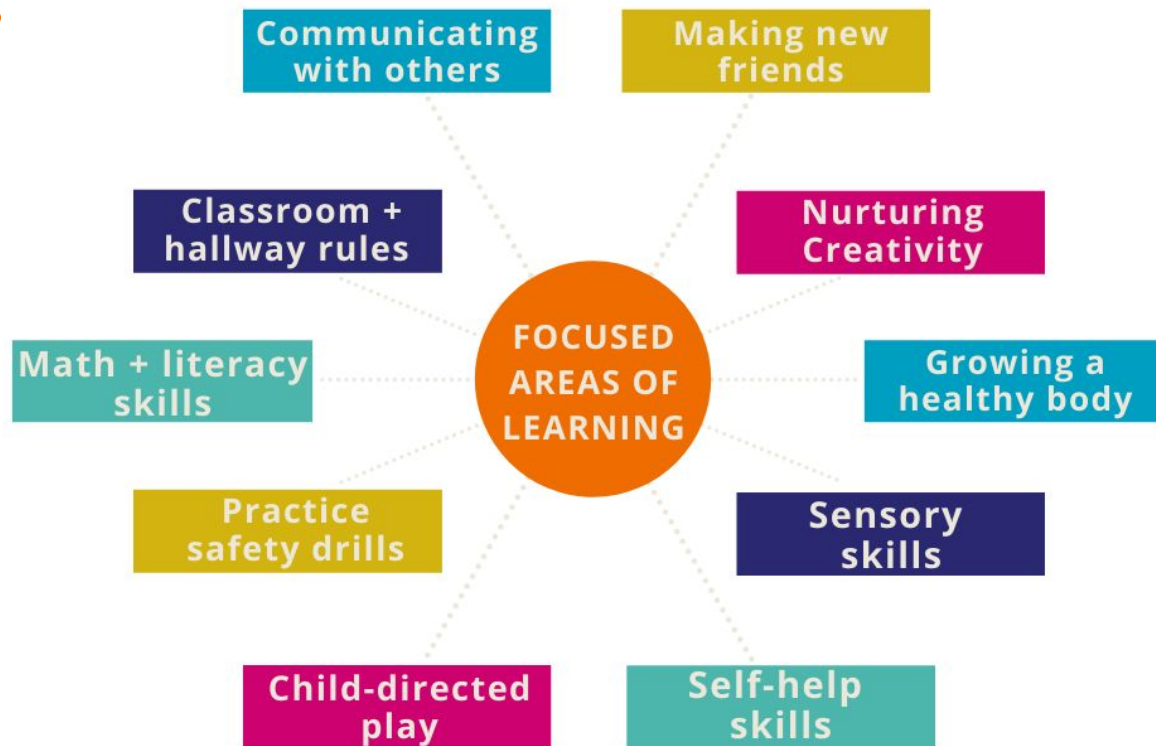 Communicating
with others
Making new
friends
Classroom +
hallway rules
Nurturing
Creativity
FOCUSED
AREAS OF
LEARNING
Math + literacy
skills
Growing a
healthy body
Practice
safety drills
Sensory
skills
Child-directed
play
Self-help
skills